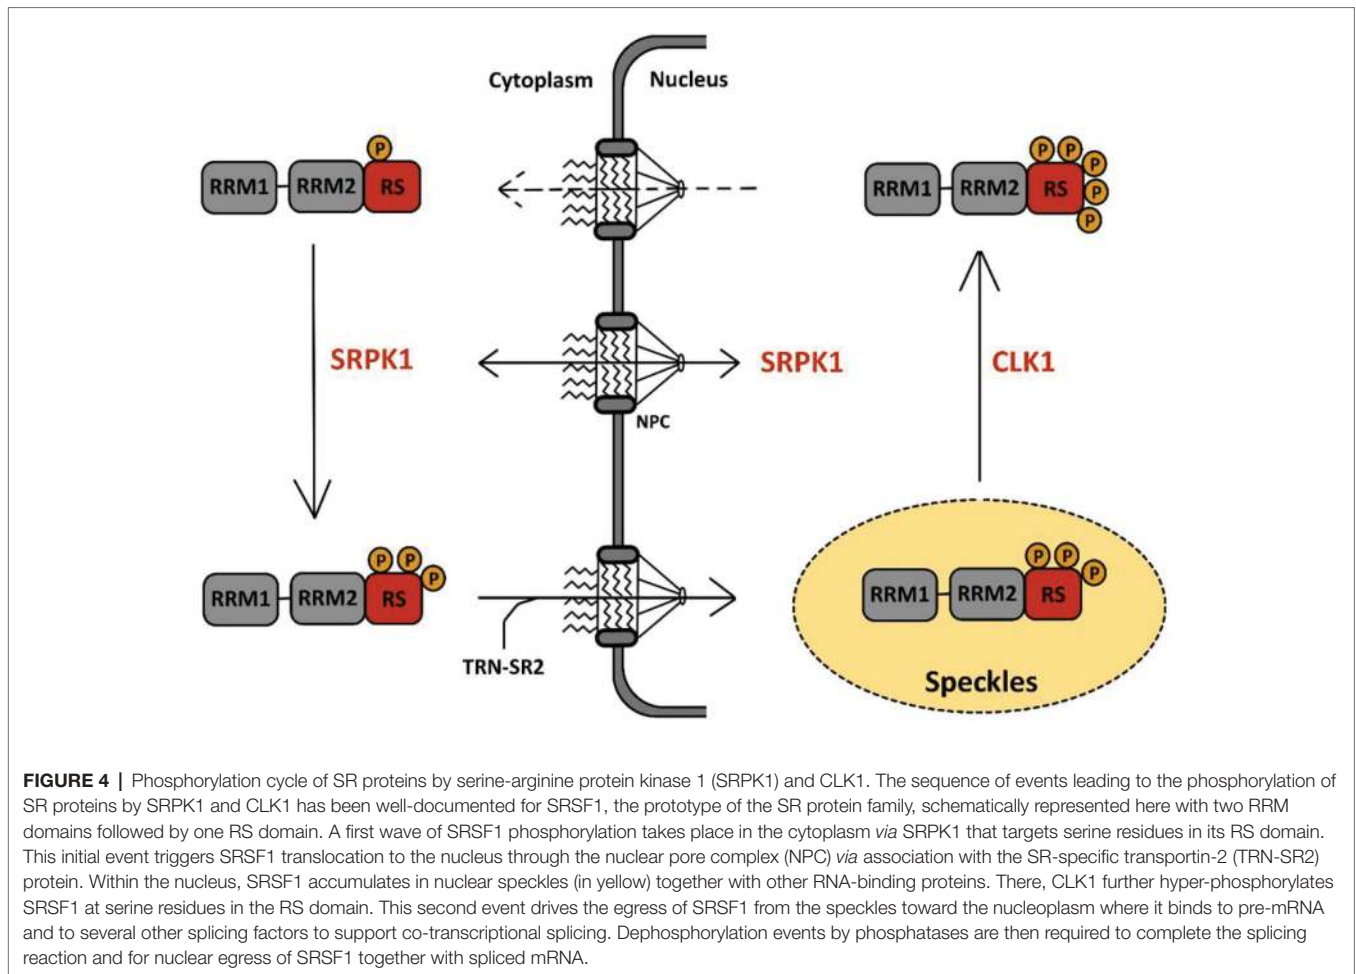 Cytoplasm Nucleus
P
RRM1 RRM2 RS
P P P P P
RRM1 RRM2 RS
SRPK1 SRPK1 CLK1
NPC
P P P
RRM1 RRM2 RS
TRN-SR2
P P P
RRM1 RRM2 RS
Speckles
FIGURE 4 | Phosphorylation cycle of SR proteins by serine-arginine protein kinase 1 (SRPK1) and CLK1. The sequence of events leading to the phosphorylation of
SR proteins by SRPK1 and CLK1 has been well-documented for SRSF1, the prototype of the SR protein family, schematically represented here with two RRM
domains followed by one RS domain. A first wave of SRSF1 phosphorylation takes place in the cytoplasm via SRPK1 that targets serine residues in its RS domain.
This initial event triggers SRSF1 translocation to the nucleus through the nuclear pore complex (NPC) via association with the SR-specific transportin-2 (TRN-SR2)
protein. Within the nucleus, SRSF1 accumulates in nuclear speckles (in yellow) together with other RNA-binding proteins. There, CLK1 further hyper-phosphorylates
SRSF1 at serine residues in the RS domain. This second event drives the egress of SRSF1 from the speckles toward the nucleoplasm where it binds to pre-mRNA
and to several other splicing factors to support co-transcriptional splicing. Dephosphorylation events by phosphatases are then required to complete the splicing
reaction and for nuclear egress of SRSF1 together with spliced mRNA.